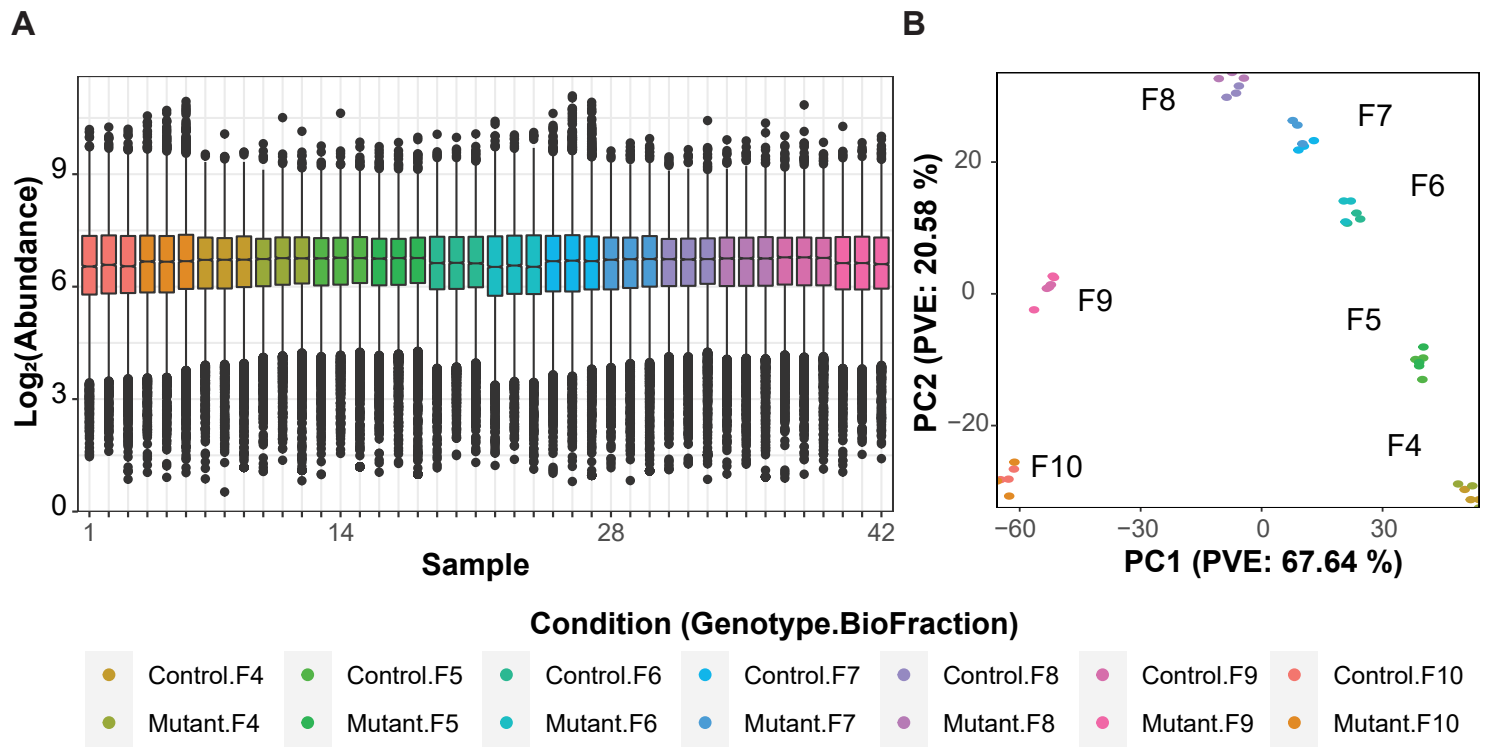 A
B
Log₂(Abundance)
9
6
3
0
1
14
28
42
Sample
PC2 (PVE: 20.58 %)
20
0
−20
F8
F7
F6
F9
F5
F4
F10
−60
−30
0
30
PC1 (PVE: 67.64 %)
Condition (Genotype.BioFraction)
Control.F4 Control.F5 Control.F6 Control.F7 Control.F8 Control.F9 Control.F10
Mutant.F4 Mutant.F5 Mutant.F6 Mutant.F7 Mutant.F8 Mutant.F9 Mutant.F10